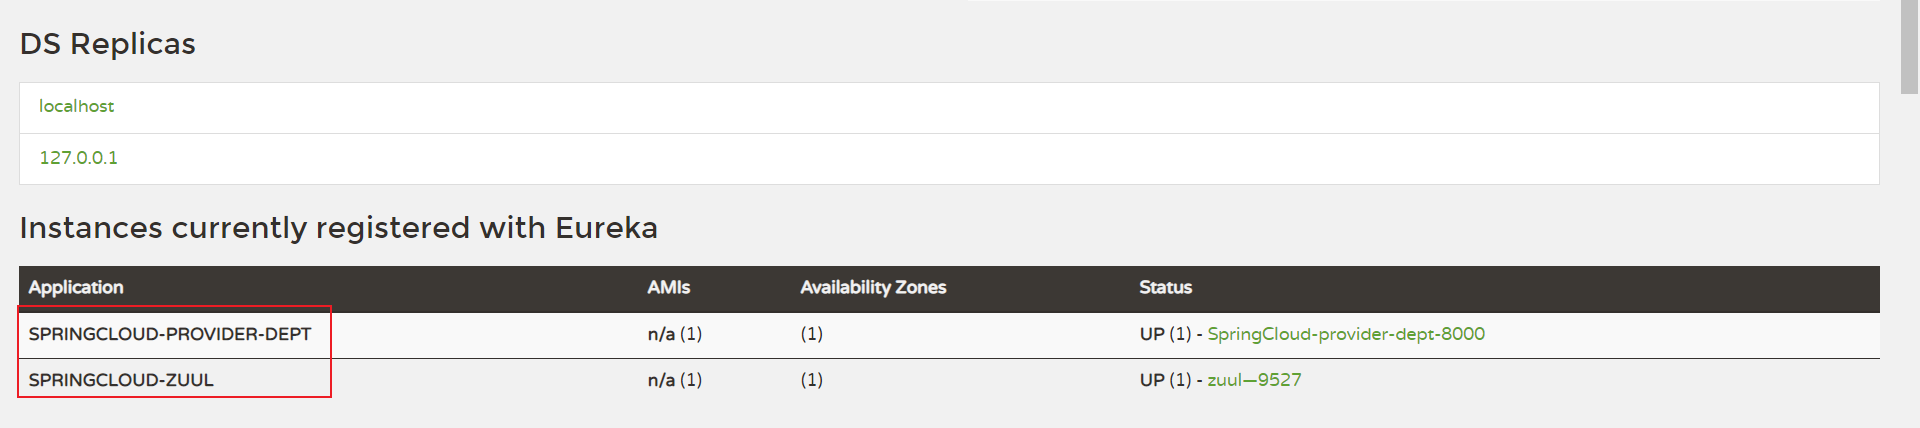 DS Replicas
localhost
127.0.0.1
Instances currently registered with Eureka
Application AMIs Availability Zones Status
SPRINGCLOUD-PROVIDER-DEPT n/a (1) (1) UP (1) - SpringCloud-provider-dept-8000
SPRINGCLOUD-ZUUL n/a (1) (1) UP (1) - zuul—9527